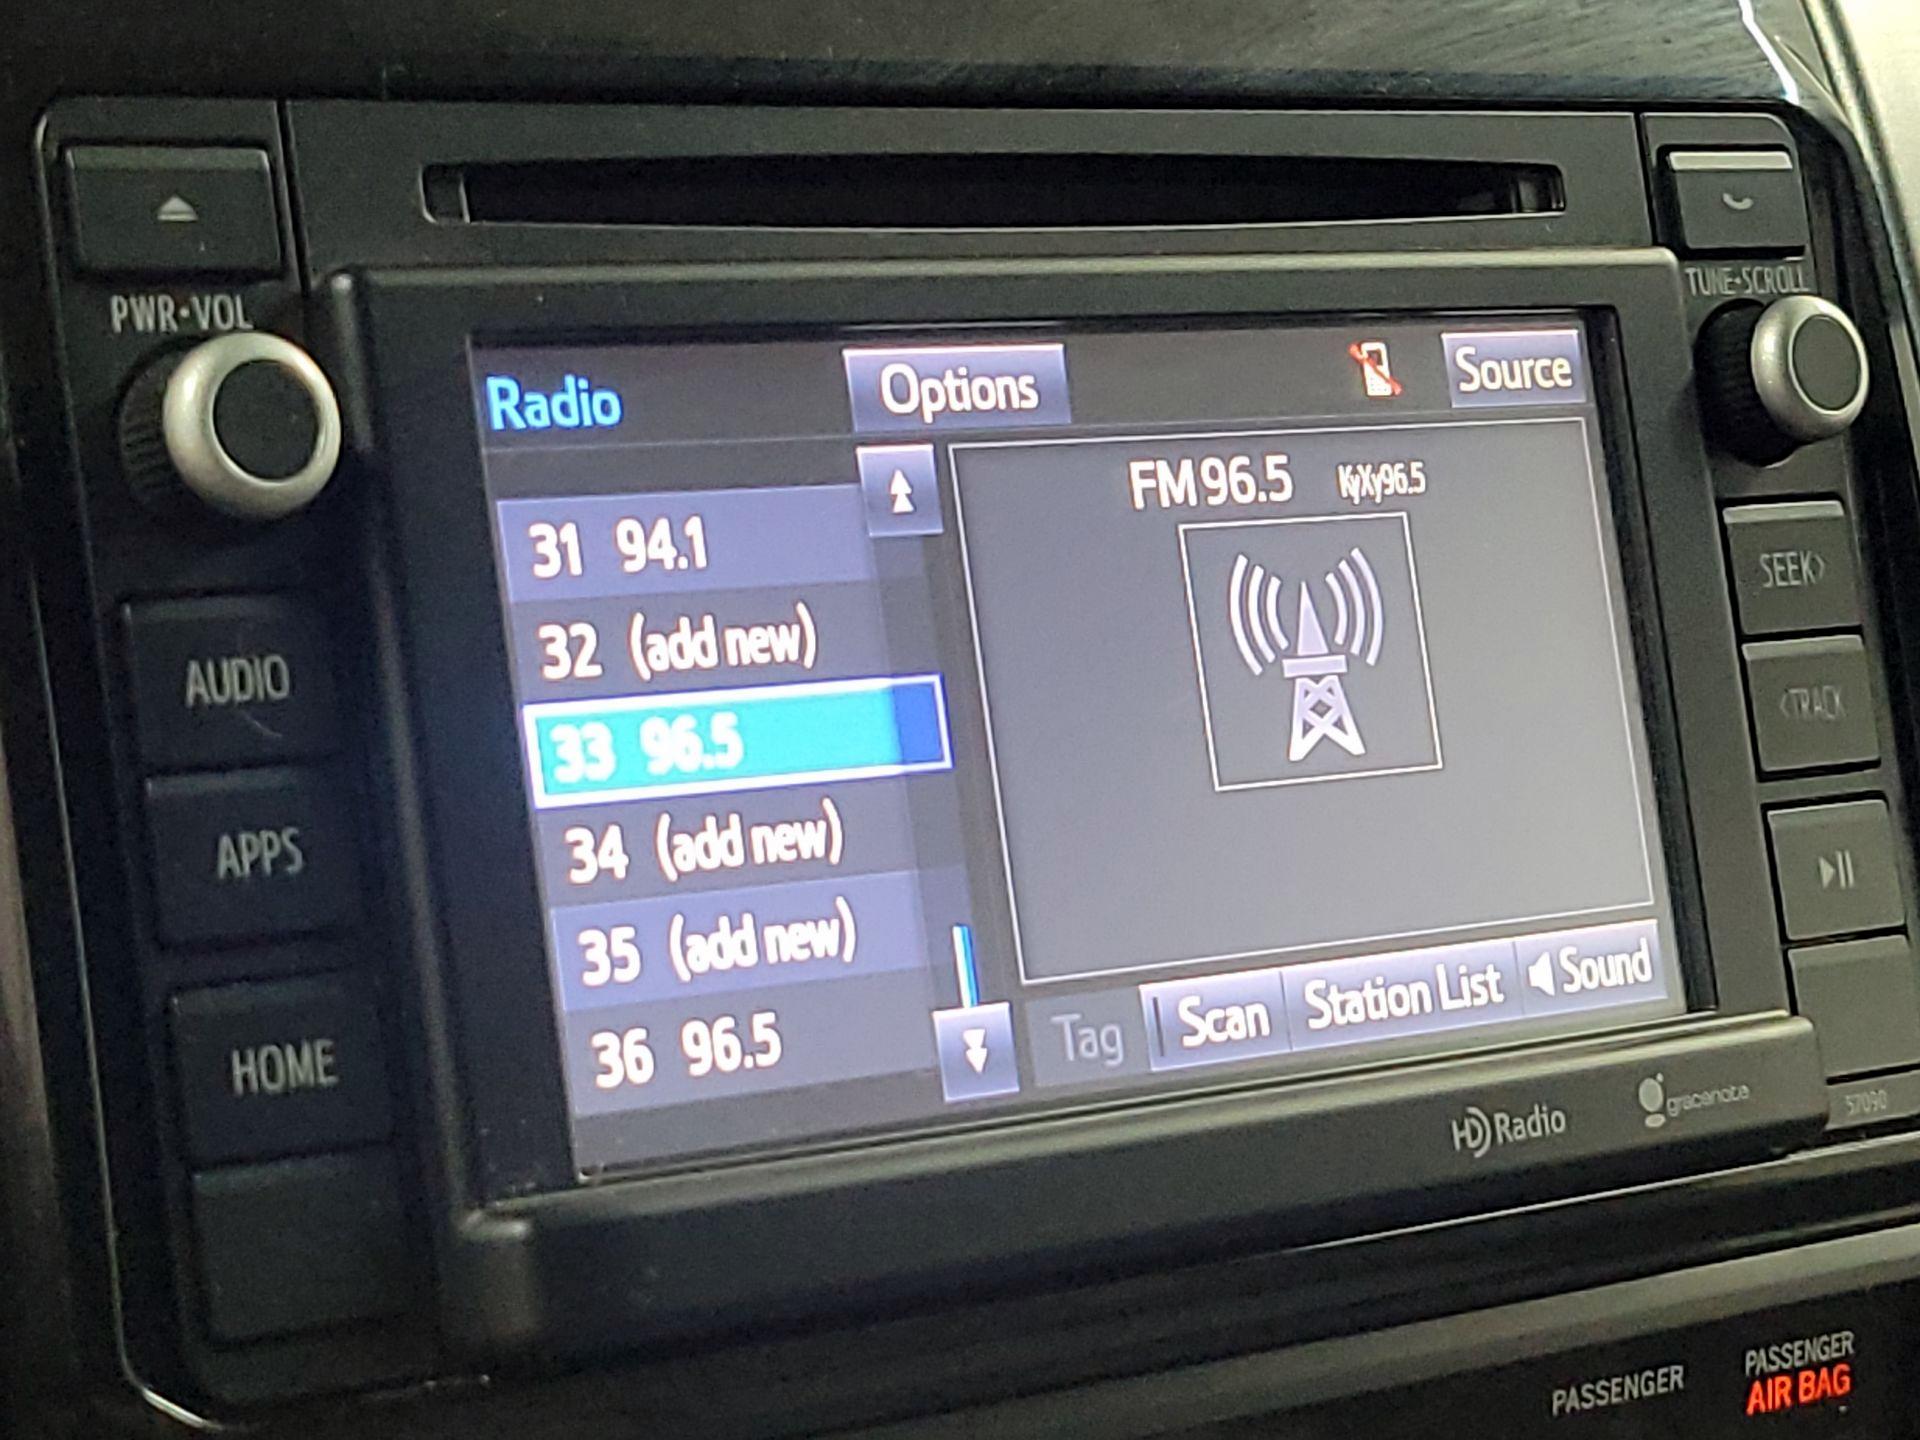 PWR•VOL
TUNE•SCROLL
Radio
Options
Source
FM 96.5 KyXy96.5
31 94.1
32 (add new)
33 96.5
34 (add new)
35 (add new)
36 96.5
Tag
Scan
Station List
Sound
AUDIO
APPS
HOME
SEEK>
<TRACK
HD Radio
gracenote
57090
PASSENGER
PASSENGER
AIR BAG